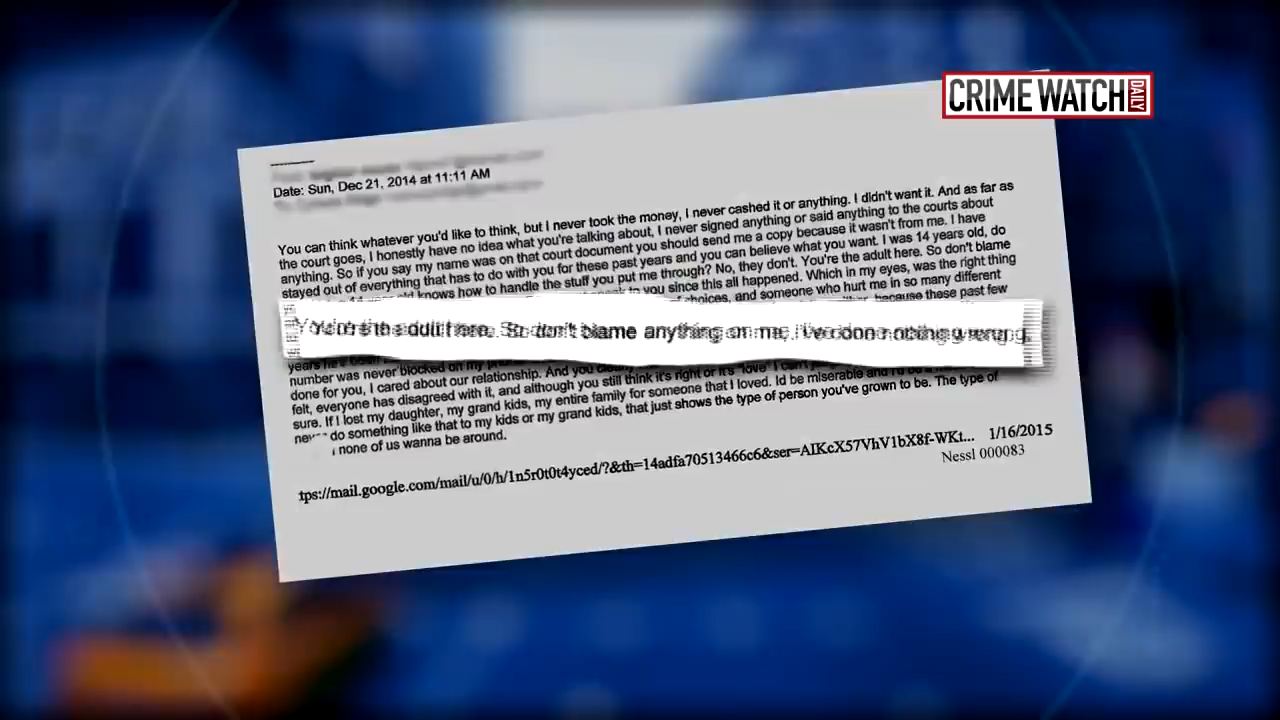 CRIME WATCH DAILY
Date: Sun, Dec 21, 2014 at 11:11 AM
You can think whatever you'd like to think, but I never took the money, I never cashed it or anything. I didn't want it. And as far as
the court goes, I honestly have no idea what you're talking about, I never signed anything or said anything to the courts about
anything. So if you say my name was on that court document you should send me a copy because it wasn't from me. I have
stayed out of everything that has to do with you for these past years and you can believe what you want. I was 14 years old, do
14 year old knows how to handle the stuff you put me through? No, they don't. You're the adult here. So don't blame
to you since this all happened. Which in my eyes, was the right thing
of choices, and someone who hurt me in so many different
because these past few
You're the adult here. So don't blame anything on me, I've done nothing wrong.
years
number was never blocked on my
done for you, I cared about our relationship. And you
felt, everyone has disagreed with it, and although you still think it's right or it's "love" I can't
sure. If I lost my daughter, my grand kids, my entire family for someone that I loved. Id be miserable and
do something like that to my kids or my grand kids, that just shows the type of person you've grown to be. The type of
none of us wanna be around.
tps://mail.google.com/mail/u/0/h/1n5r0t0t4yced/?&th=14adfa70513466c6&ser=AIKcX57VhV1bX8f-WKt... 1/16/2015
Nessl 000083